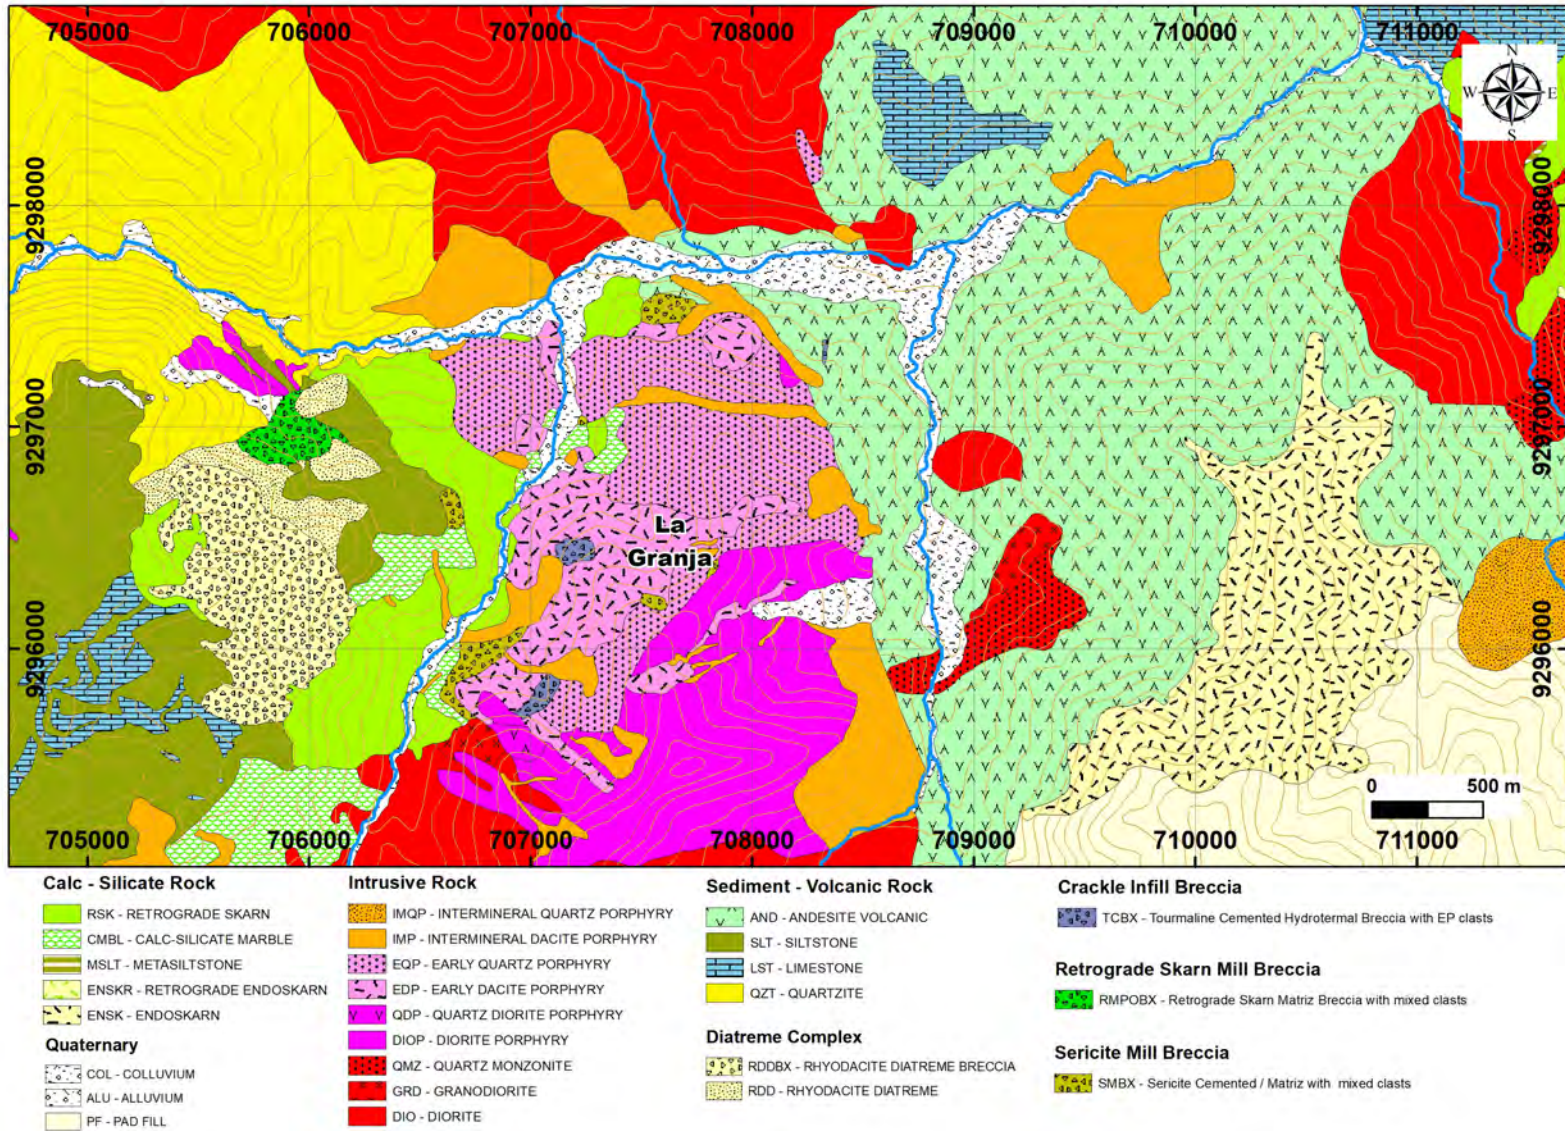 705000 706000 707000 708000 709000 710000 711000
N
W E
S
9298000 9298000
9297000 9297000
La
Granja
9296000 9296000
0 500 m
705000 706000 707000 708000 709000 710000 711000
Calc - Silicate Rock
RSK - RETROGRADE SKARN
CMBL - CALC-SILICATE MARBLE
MSLT - METASILTSTONE
ENSKR - RETROGRADE ENDOSKARN
ENSK - ENDOSKARN
Quaternary
COL - COLLUVIUM
ALU - ALLUVIUM
PF - PAD FILL
Intrusive Rock
IMQP - INTERMINERAL QUARTZ PORPHYRY
IMP - INTERMINERAL DACITE PORPHYRY
EQP - EARLY QUARTZ PORPHYRY
EDP - EARLY DACITE PORPHYRY
QDP - QUARTZ DIORITE PORPHYRY
DIOP - DIORITE PORPHYRY
QMZ - QUARTZ MONZONITE
GRD - GRANODIORITE
DIO - DIORITE
Sediment - Volcanic Rock
AND - ANDESITE VOLCANIC
SLT - SILTSTONE
LST - LIMESTONE
QZT - QUARTZITE
Diatreme Complex
RDDBX - RHYODACITE DIATREME BRECCIA
RDD - RHYODACITE DIATREME
Crackle Infill Breccia
TCBX - Tourmaline Cemented Hydrotermal Breccia with EP clasts
Retrograde Skarn Mill Breccia
RMPOBX - Retrograde Skarn Matriz Breccia with mixed clasts
Sericite Mill Breccia
SMBX - Sericite Cemented / Matriz with mixed clasts